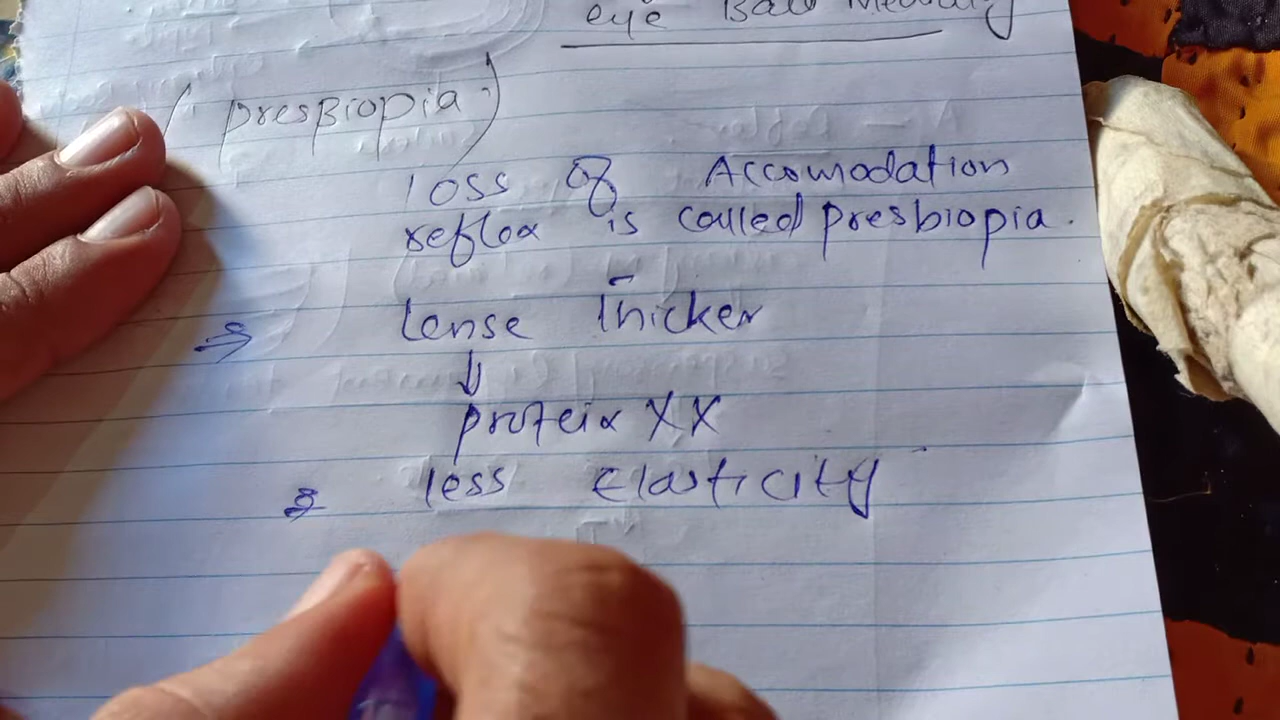 eye Ball
( presBiopia. )
loss of Accomodation
reflex is called presbiopia.
⇒ lense thicker
↓
protein XX
⇒ less Elasticity